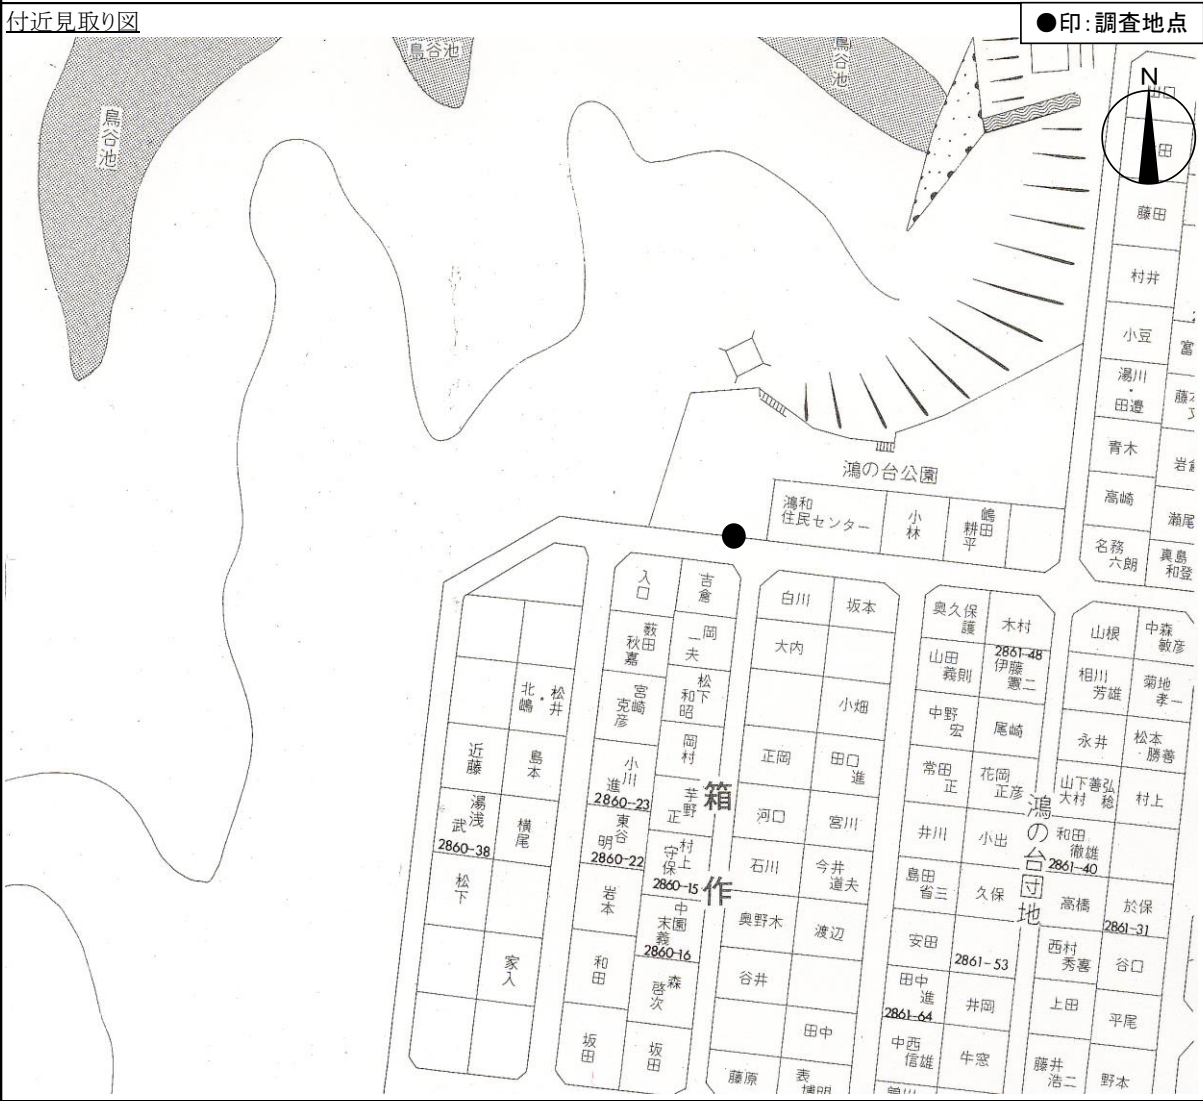 付近見取り図
●印：調査地点
N
鳥谷池
鳥谷池
鳥谷池
田
藤田
村井
小豆
湯川・田邉
青木
高崎
名務六朗
富
岩
瀬尾
真島和登
鴻の台公園
鴻和住民センター
小林
嶋田耕平
入口
吉倉
薮田秋嘉
岡一夫
宮崎克彦
松下和昭
岡村
小川進
2860-23
芋野正
東谷明
2860-22
村上守保
2860-15
岩本
中園末義
2860-16
和田
森啓次
坂田
坂田
北嶋・松井
近藤
島本
湯浅武
2860-38
横尾
松下
家入
箱作
白川
坂本
大内
小畑
正岡
田口進
河口
宮川
石川
今井道夫
奥野木
渡辺
谷井
田中
藤原
表博明
奥久保護
木村
2861-48
山田義則
伊藤憲二
中野宏
尾崎
常田正
花岡正彦
井川
小出
島田省三
久保
安田
2861-53
田中進
2861-64
井岡
中西信雄
牛窓
鴻の台団地
山根
中森敏彦
相川芳雄
菊地孝一
永井
松本勝善
山下善弘
大村稔
村上
和田徹雄
2861-40
高橋
於保
2861-31
西村秀喜
谷口
上田
平尾
藤井浩二
野本